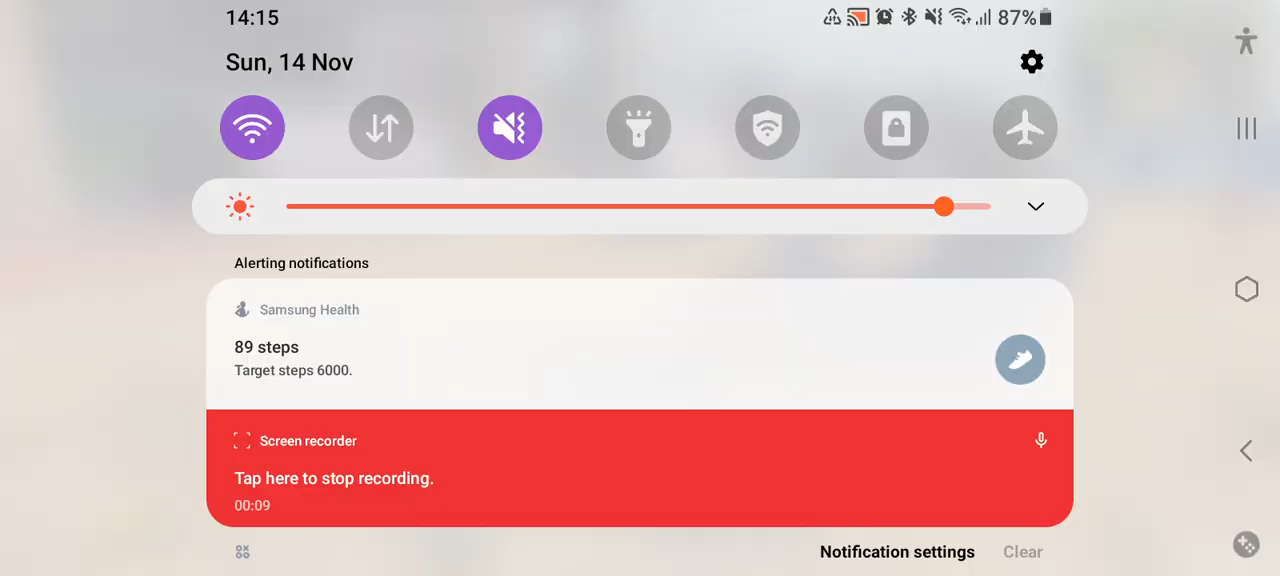 14:15
87%
Sun, 14 Nov
Alerting notifications
Samsung Health
89 steps
Target steps 6000.
Screen recorder
Tap here to stop recording.
00:09
Notification settings
Clear